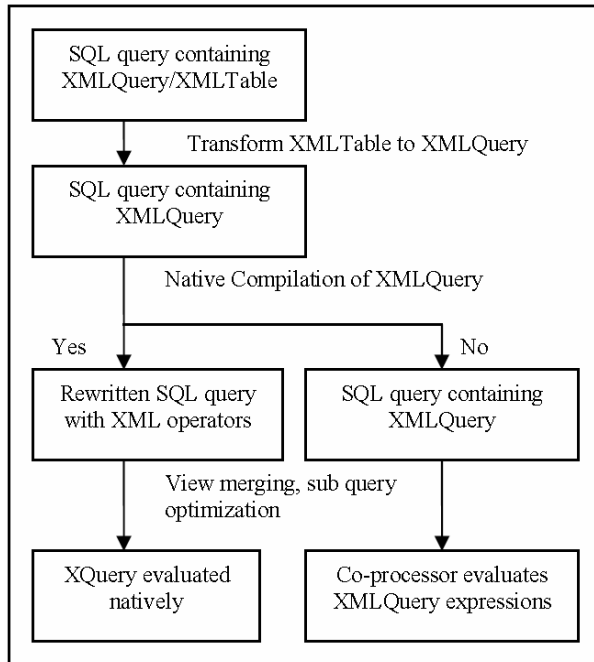 SQL query containing
XMLQuery/XMLTable
Transform XMLTable to XMLQuery
SQL query containing
XMLQuery
Native Compilation of XMLQuery
Yes
No
Rewritten SQL query
with XML operators
SQL query containing
XMLQuery
View merging, sub query
optimization
XQuery evaluated
natively
Co-processor evaluates
XMLQuery expressions